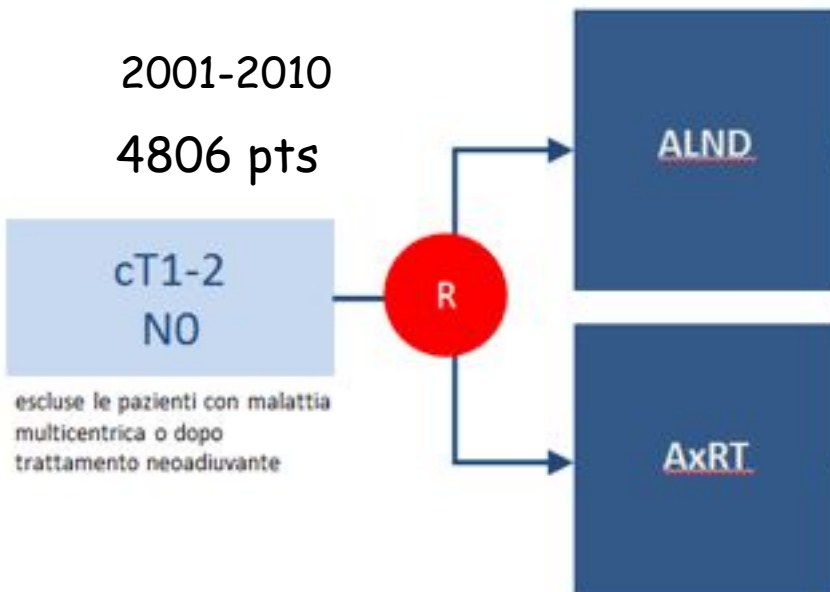 2001-2010
4806 pts
cT1-2
N0
escluse le pazienti con malattia
multicentrica o dopo
trattamento neoadiuvante
R
ALND
AxRT